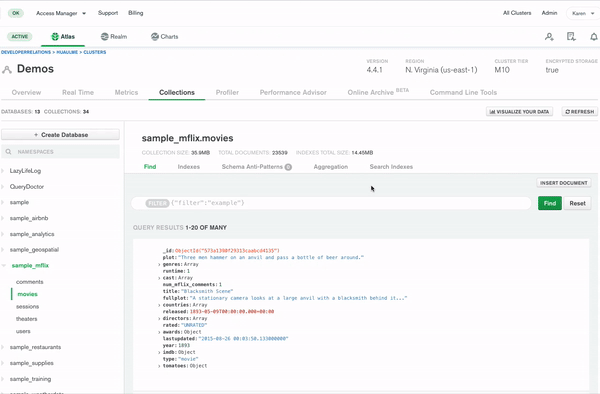 OK Access Manager Support Billing All Clusters Admin Karen
ACTIVE Atlas Realm Charts
DEVELOPERRELATIONS > HUAULME > CLUSTERS
Demos
VERSION REGION CLUSTER TIER ENCRYPTED STORAGE
4.4.1 N. Virginia (us-east-1) M10 true
Overview Real Time Metrics Collections Profiler Performance Advisor Online Archive BETA Command Line Tools
DATABASES: 13 COLLECTIONS: 34 VISUALIZE YOUR DATA REFRESH
+ Create Database
NAMESPACES
LazyLifeLog
QueryDoctor
sample
sample_airbnb
sample_analytics
sample_geospatial
sample_mflix
comments
movies
sessions
theaters
users
sample_restaurants
sample_supplies
sample_training
sample_mflix.movies
COLLECTION SIZE: 35.9MB TOTAL DOCUMENTS: 23539 INDEXES TOTAL SIZE: 14.45MB
Find Indexes Schema Anti-Patterns 0 Aggregation Search Indexes
INSERT DOCUMENT
FILTER {"filter":"example"} Find Reset
QUERY RESULTS 1-20 OF MANY
_id:ObjectId("573a1390f29313caabcd4135")
plot:"Three men hammer on an anvil and pass a bottle of beer around."
genres:Array
runtime:1
cast:Array
num_mflix_comments:1
title:"Blacksmith Scene"
fullplot:"A stationary camera looks at a large anvil with a blacksmith behind it..."
countries:Array
released:1893-05-09T00:00:00.000+00:00
directors:Array
rated:"UNRATED"
awards:Object
lastupdated:"2015-08-26 00:03:50.133000000"
year:1893
imdb:Object
type:"movie"
tomatoes:Object